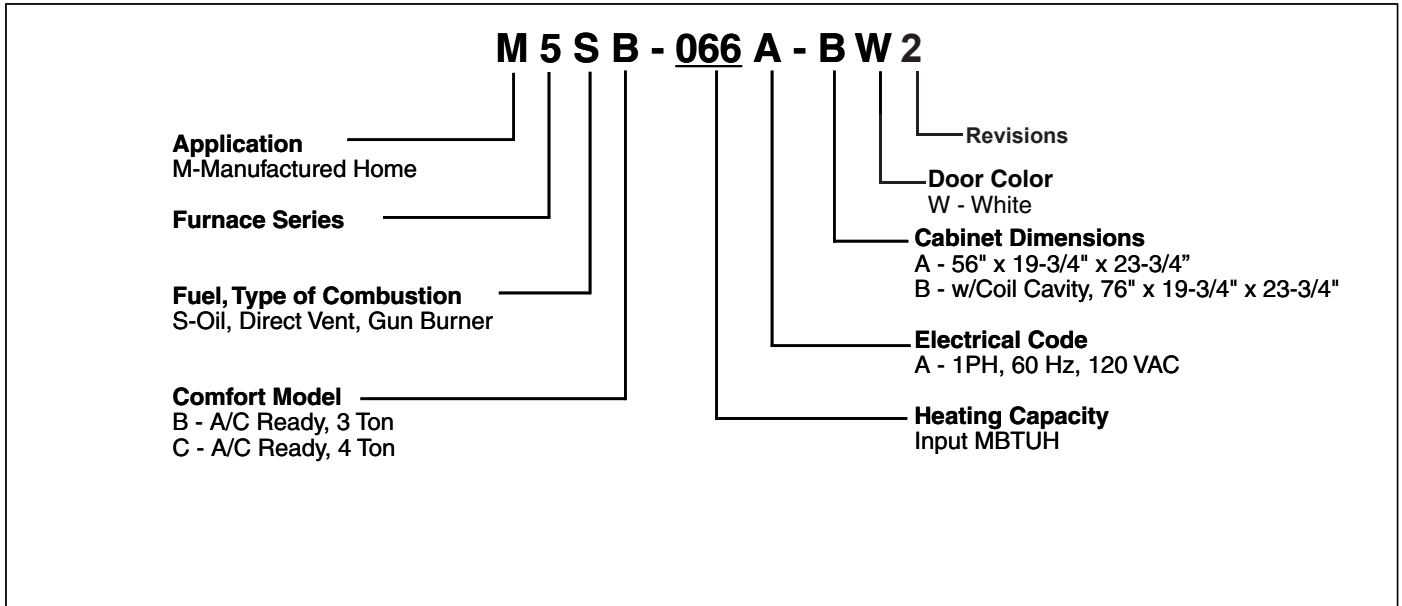 M 5 S B - 066 A - B W 2
Application
M-Manufactured Home
Furnace Series
Fuel, Type of Combustion
S-Oil, Direct Vent, Gun Burner
Comfort Model
B - A/C Ready, 3 Ton
C - A/C Ready, 4 Ton
Revisions
Door Color
W - White
Cabinet Dimensions
A - 56" x 19-3/4" x 23-3/4”
B - w/Coil Cavity, 76" x 19-3/4" x 23-3/4"
Electrical Code
A - 1PH, 60 Hz, 120 VAC
Heating Capacity
Input MBTUH